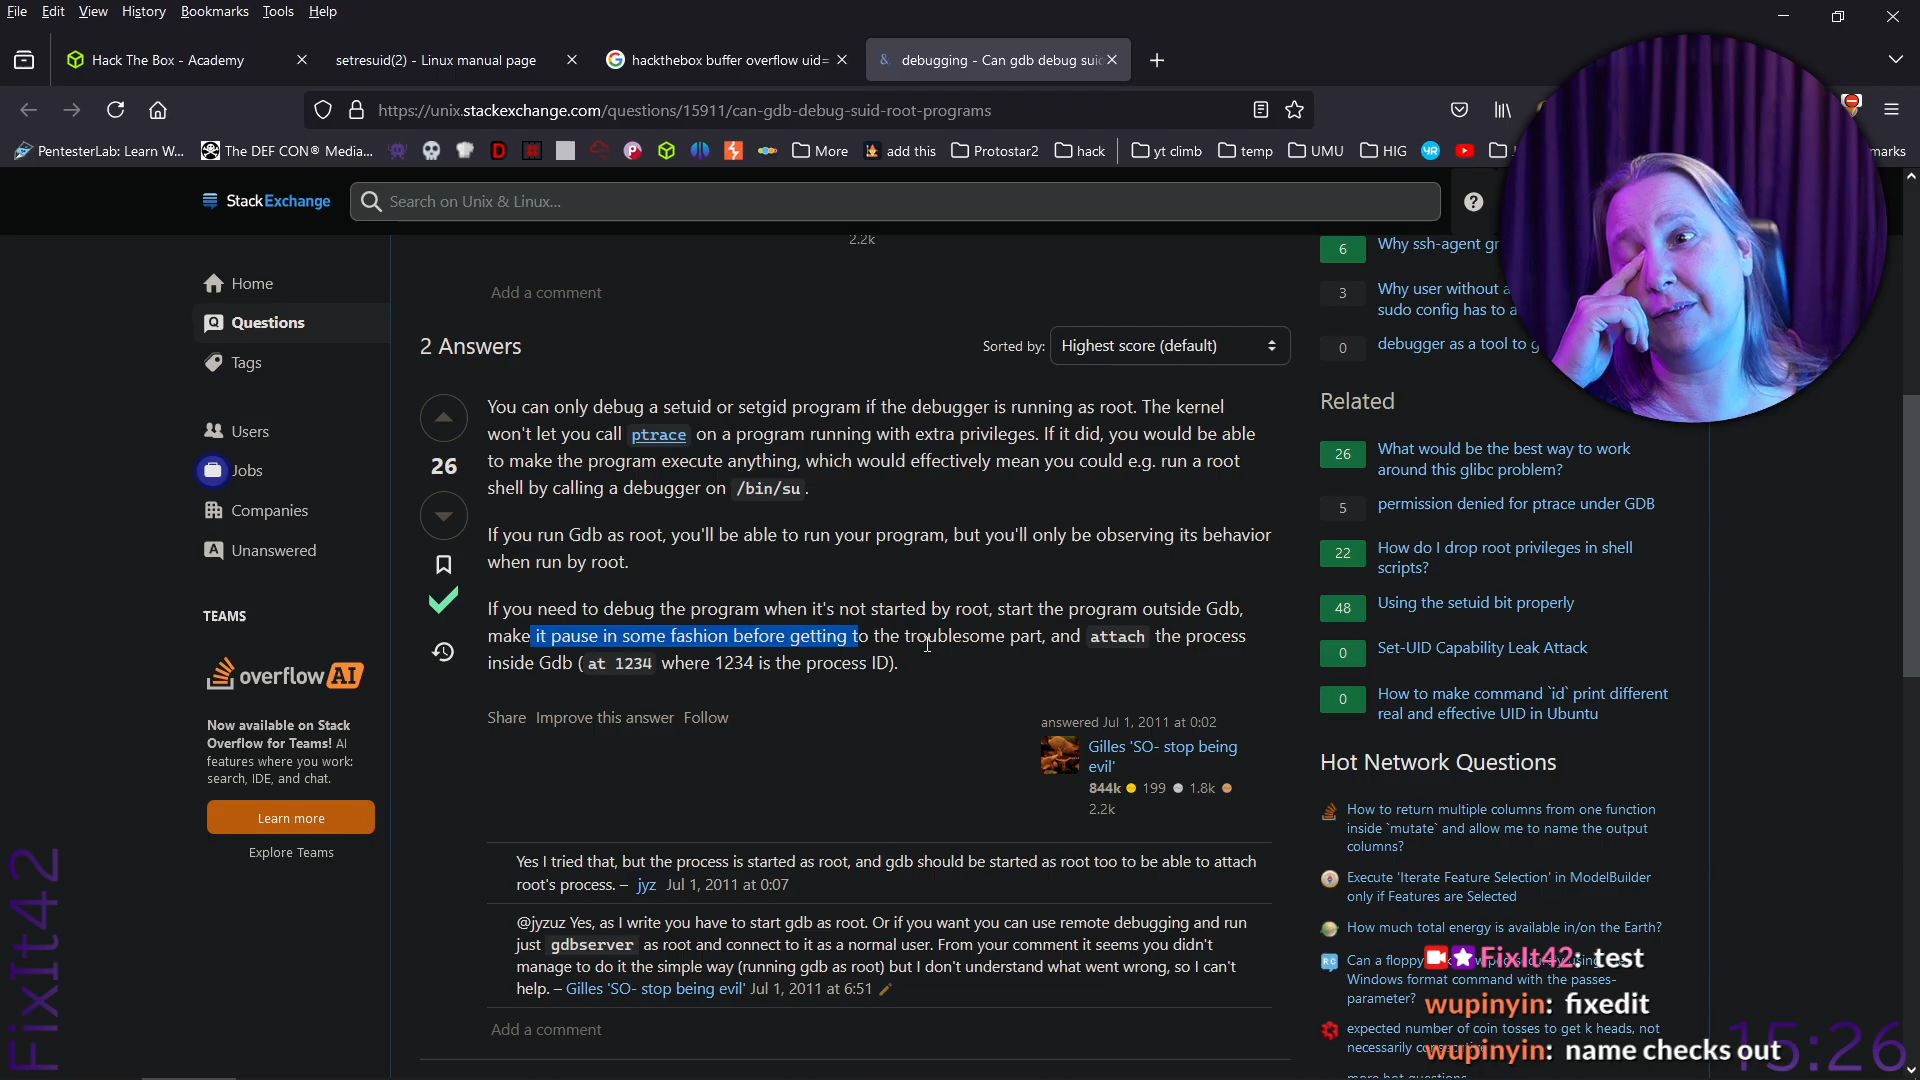 File Edit View History Bookmarks Tools Help
Hack The Box - Academy
setresuid(2) - Linux manual page
hackthebox buffer overflow uid=
debugging - Can gdb debug suid
https://unix.stackexchange.com/questions/15911/can-gdb-debug-suid-root-programs
PentesterLab: Learn W...
The DEF CON® Media...
More
add this
Protostar2
hack
yt climb
temp
UMU
HIG
marks
StackExchange
Search on Unix & Linux...
Home
Questions
Tags
Users
Jobs
Companies
Unanswered
TEAMS
overflow AI
Now available on Stack
Overflow for Teams! AI
features where you work:
search, IDE, and chat.
Learn more
Explore Teams
2.2k
Add a comment
2 Answers
Sorted by:
Highest score (default)
26
You can only debug a setuid or setgid program if the debugger is running as root. The kernel
won't let you call ptrace on a program running with extra privileges. If it did, you would be able
to make the program execute anything, which would effectively mean you could e.g. run a root
shell by calling a debugger on /bin/su.
If you run Gdb as root, you'll be able to run your program, but you'll only be observing its behavior
when run by root.
If you need to debug the program when it's not started by root, start the program outside Gdb,
make it pause in some fashion before getting to the troublesome part, and attach the process
inside Gdb (at 1234 where 1234 is the process ID).
Share Improve this answer Follow
answered Jul 1, 2011 at 0:02
Gilles 'SO- stop being
evil'
844k 199 1.8k
2.2k
Yes I tried that, but the process is started as root, and gdb should be started as root too to be able to attach
root's process. – jyz Jul 1, 2011 at 0:07
@jyzuz Yes, as I write you have to start gdb as root. Or if you want you can use remote debugging and run
just gdbserver as root and connect to it as a normal user. From your comment it seems you didn't
manage to do it the simple way (running gdb as root) but I don't understand what went wrong, so I can't
help. – Gilles 'SO- stop being evil' Jul 1, 2011 at 6:51
Add a comment
6 Why ssh-agent
3 Why user without
sudo config has to
0 debugger as a tool to
Related
26 What would be the best way to work
around this glibc problem?
5 permission denied for ptrace under GDB
22 How do I drop root privileges in shell
scripts?
48 Using the setuid bit properly
0 Set-UID Capability Leak Attack
0 How to make command `id` print different
real and effective UID in Ubuntu
Hot Network Questions
How to return multiple columns from one function
inside `mutate` and allow me to name the output
columns?
Execute 'Iterate Feature Selection' in ModelBuilder
only if Features are Selected
How much total energy is available in/on the Earth?
Can a floppy
Windows format command with the passes-
parameter?
expected number of coin tosses to get k heads, not
necessarily
more hot questions
FixIt42: test
wupinyin: fixedit
wupinyin: name checks out
FixIt42
15:26